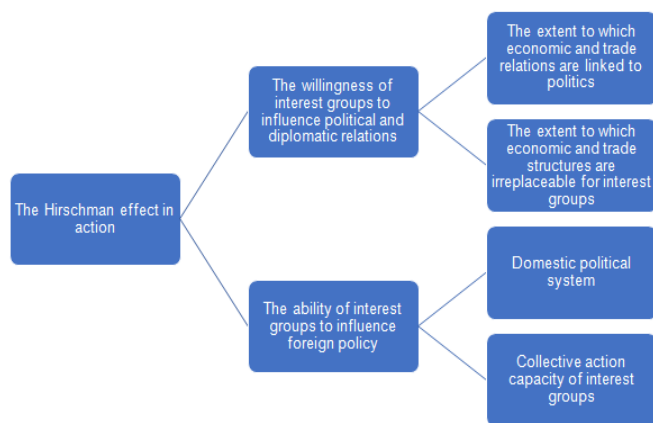 The Hirschman effect in
action
The willingness of
interest groups to
influence political and
diplomatic relations
The extent to which
economic and trade
relations are linked to
politics
The extent to which
economic and trade
structures are
irreplaceable for interest
groups
The ability of interest
groups to influence
foreign policy
Domestic political
system
Collective action
capacity of interest
groups